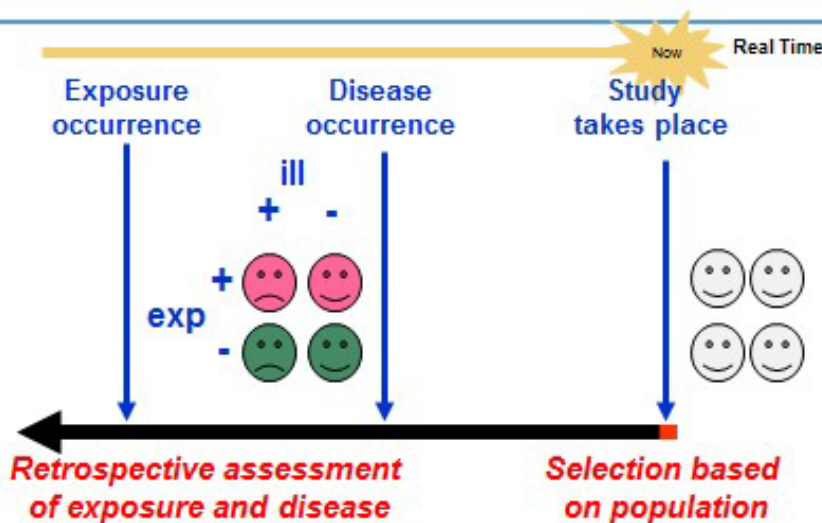 Now
Real Time
Exposure
occurrence
Disease
occurrence
Study
takes place
ill
+ -
+
exp
-
Retrospective assessment
of exposure and disease
Selection based
on population